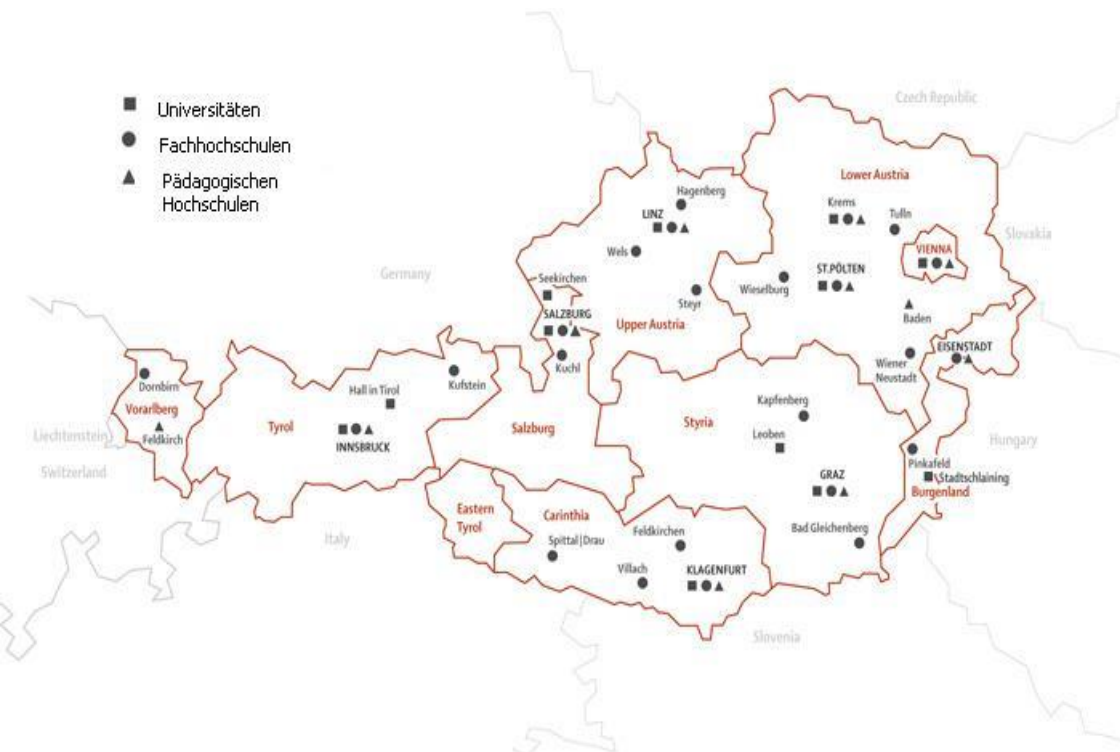 Universitäten
Fachhochschulen
Pädagogischen
Hochschulen
Czech Republic
Lower Austria
Hagenberg
Krems
LINZ
Tulln
Slovakia
VIENNA
Wels
Germany
ST.PÖLTEN
Seekirchen
Wieselburg
Steyr
SALZBURG
Baden
Upper Austria
EISENSTADT
Kuchl
Wiener
Neustadt
Dornbirn
Kufstein
Hall in Tirol
Kapfenberg
Vorarlberg
Tyrol
Salzburg
Styria
Liechtenstein
Feldkirch
Leoben
Hungary
INNSBRUCK
Switzerland
Pinkafeld
GRAZ
Stadtschlaining
Burgenland
Eastern
Tyrol
Carinthia
Italy
Spittal|Drau
Feldkirchen
Bad Gleichenberg
Villach
KLAGENFURT
Slovenia